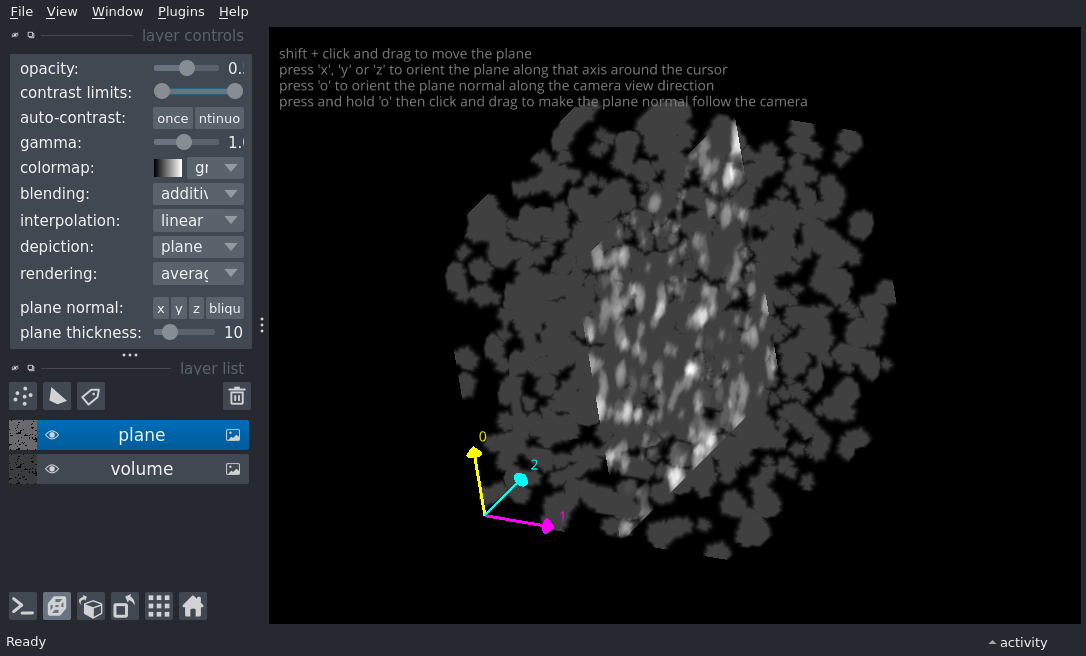 File View Window Plugins Help
layer controls
opacity: 0.
contrast limits:
auto-contrast: once ntinuo
gamma: 1.
colormap: gr
blending: additiv
interpolation: linear
depiction: plane
rendering: averag
plane normal: x y z bliqu
plane thickness: 10
layer list
plane
volume
Ready
shift + click and drag to move the plane
press 'x', 'y' or 'z' to orient the plane along that axis around the cursor
press 'o' to orient the plane normal along the camera view direction
press and hold 'o' then click and drag to make the plane normal follow the camera
0
2
1
activity